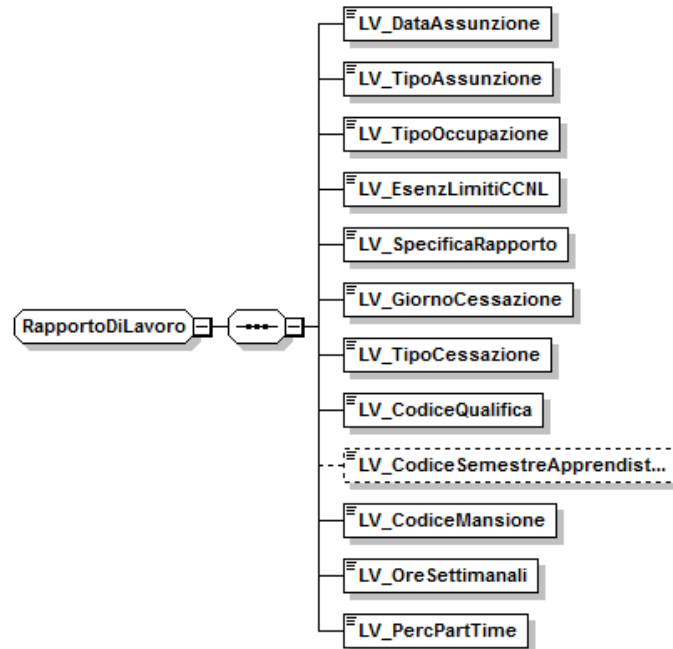 LV_DataAssunzione
LV_TipoAssunzione
LV_TipoOccupazione
LV_EsenzLimitiCCNL
LV_SpecificaRapporto
LV_GiornoCessazione
RapportoDiLavoro
LV_TipoCessazione
LV_CodiceQualifica
LV_CodiceSemestreApprendist...
LV_CodiceMansione
LV_OreSettimanali
LV_PercPartTime